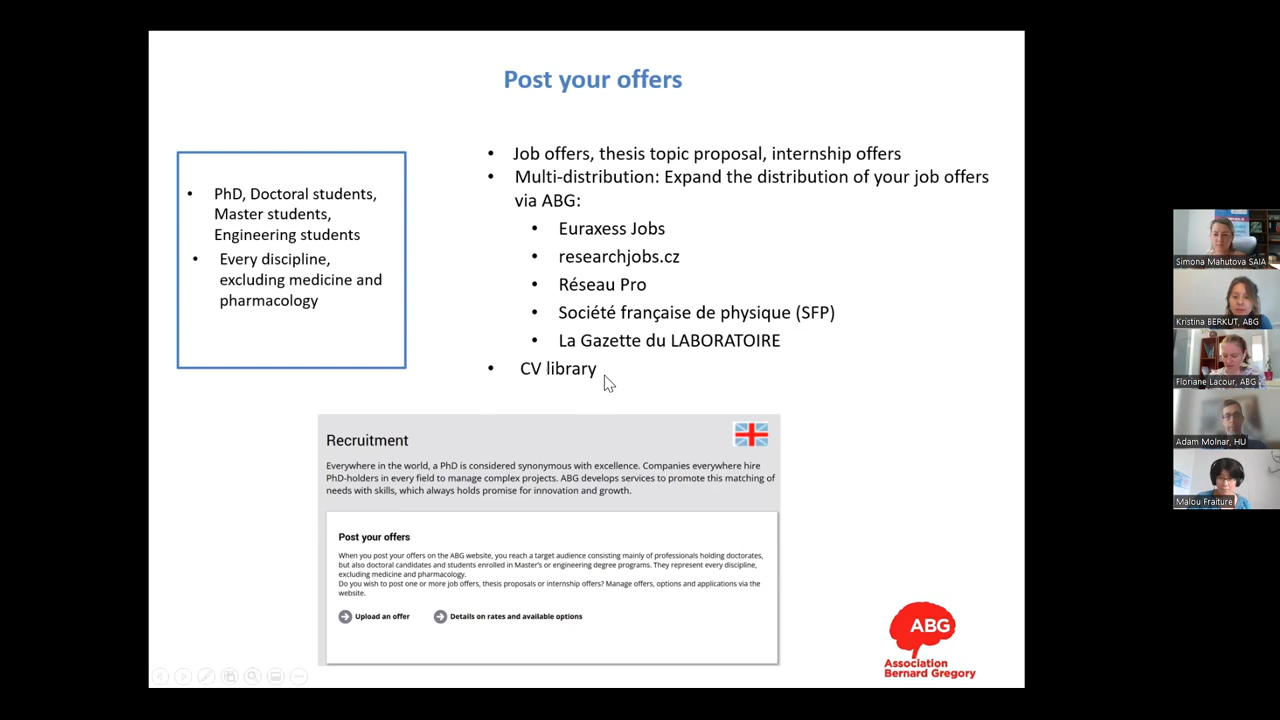 Post your offers
• PhD, Doctoral students,
Master students,
Engineering students
• Every discipline,
excluding medicine and
pharmacology
• Job offers, thesis topic proposal, internship offers
• Multi-distribution: Expand the distribution of your job offers
via ABG:
• Euraxess Jobs
• researchjobs.cz
• Réseau Pro
• Société française de physique (SFP)
• La Gazette du LABORATOIRE
• CV library
Recruitment
Everywhere in the world, a PhD is considered synonymous with excellence. Companies everywhere hire
PhD-holders in every field to manage complex projects. ABG develops services to promote this matching of
needs with skills, which always holds promise for innovation and growth.
Post your offers
When you post your offers on the ABG website, you reach a target audience consisting mainly of professionals holding doctorates,
but also doctoral candidates and students enrolled in Master's or engineering degree programs. They represent every discipline,
excluding medicine and pharmacology.
Do you wish to post one or more job offers, thesis proposals or internship offers? Manage offers, options and applications via the
website.
Upload an offer
Details on rates and available options
ABG
Association
Bernard Gregory
Simona Mahutova SAIA
Kristina BERKUT, ABG
Floriane Lacour, ABG
Adam Molnar, HU
Malou Fraiture